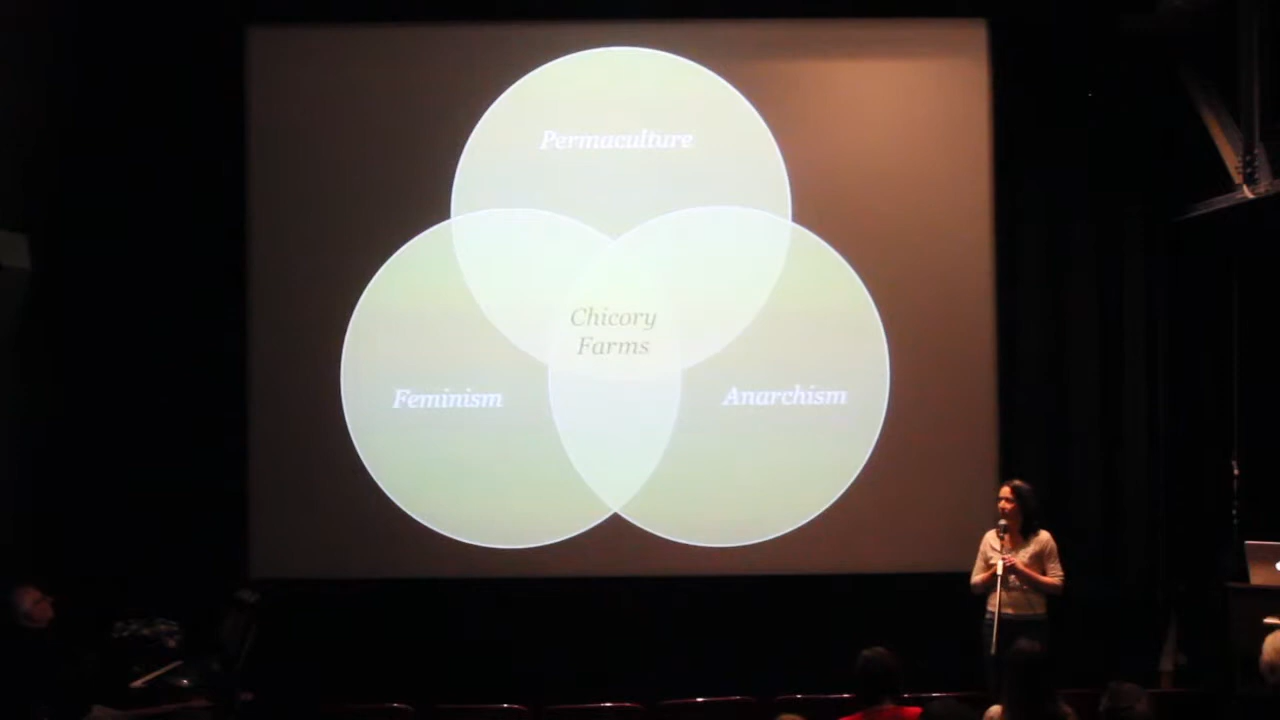 Permaculture
Chicory
Farms
Feminism
Anarchism